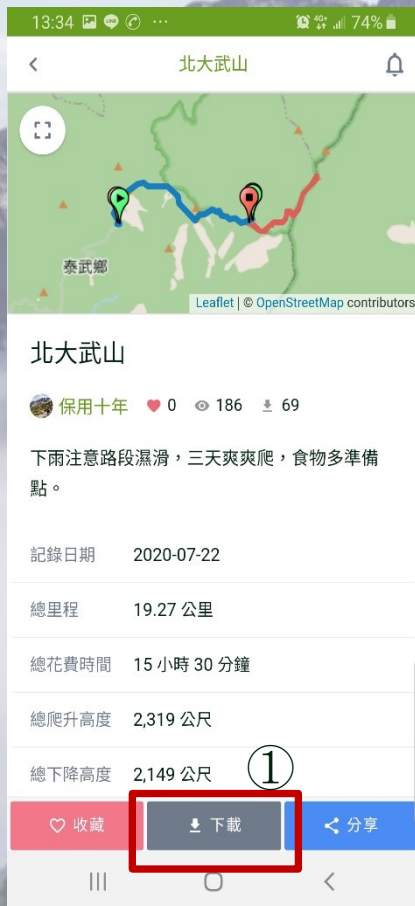 13:34 ... 4G+ 74%
北大武山
泰武鄉
Leaflet | © OpenStreetMap contributors
北大武山
保用十年 0 186 69
下雨注意路段濕滑，三天爽爽爬，食物多準備
點。
記錄日期 2020-07-22
總里程 19.27 公里
總花費時間 15 小時 30 分鐘
總爬升高度 2,319 公尺
總下降高度 2,149 公尺 ①
收藏 下載 分享